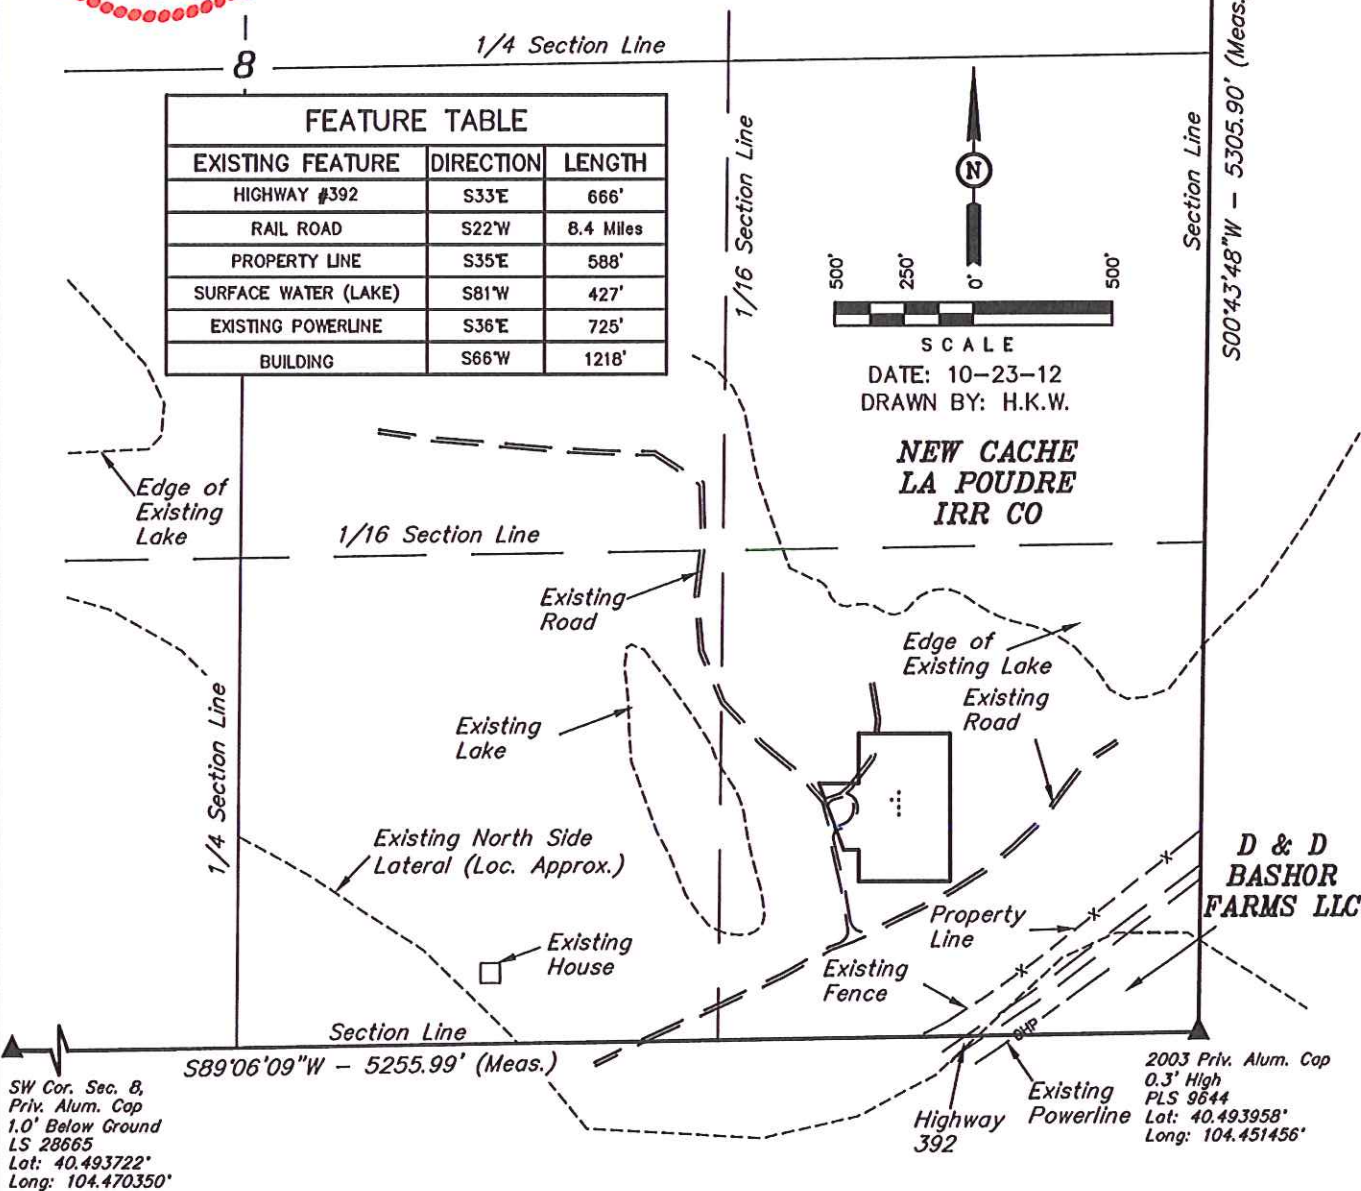 1/4 Section Line
8
FEATURE TABLE
EXISTING FEATURE DIRECTION LENGTH
HIGHWAY #392 S33°E 666'
RAIL ROAD S22°W 8.4 Miles
PROPERTY LINE S35°E 588'
SURFACE WATER (LAKE) S81°W 427'
EXISTING POWERLINE S36°E 725'
BUILDING S66°W 1218'
1/16 Section Line
N
500' 250' 0' 500'
SCALE
DATE: 10-23-12
DRAWN BY: H.K.W.
Section Line
S00°43'48"W - 5305.90' (Meas.
NEW CACHE
LA POUDRE
IRR CO
Edge of
Existing
Lake
1/16 Section Line
Existing
Road
Edge of
Existing Lake
Existing
Road
Existing
Lake
1/4 Section Line
Existing North Side
Lateral (Loc. Approx.)
D & D
BASHOR
FARMS LLC
Property
Line
Existing
House
Existing
Fence
Section Line
OHP
S89°06'09"W - 5255.99' (Meas.)
SW Cor. Sec. 8,
Priv. Alum. Cap
1.0' Below Ground
LS 28665
Lat: 40.493722°
Long: 104.470350°
Highway
392
Existing
Powerline
2003 Priv. Alum. Cap
0.3' High
PLS 9644
Lat: 40.493958°
Long: 104.451456°